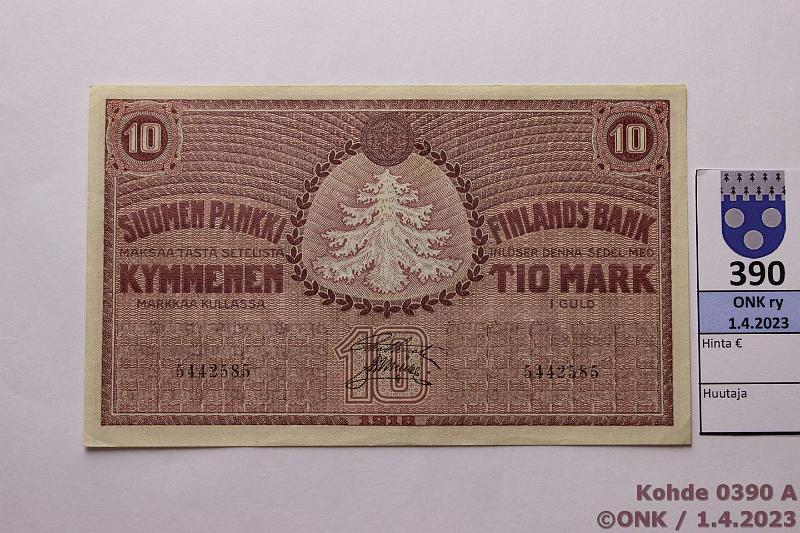 10
10
SUOMEN PANKKI
FINLANDS BANK
MAKSAA TÄSTÄ SETELISTÄ
INLÖSER DENNA SEDEL MED
KYMMENEN
TIO MARK
MARKKAA KULLASSA
I GULD
5442585
10
5442585
1918
390
ONK ry
1.4.2023
Hinta €
Huutaja
Kohde 0390 A
©ONK / 1.4.2023